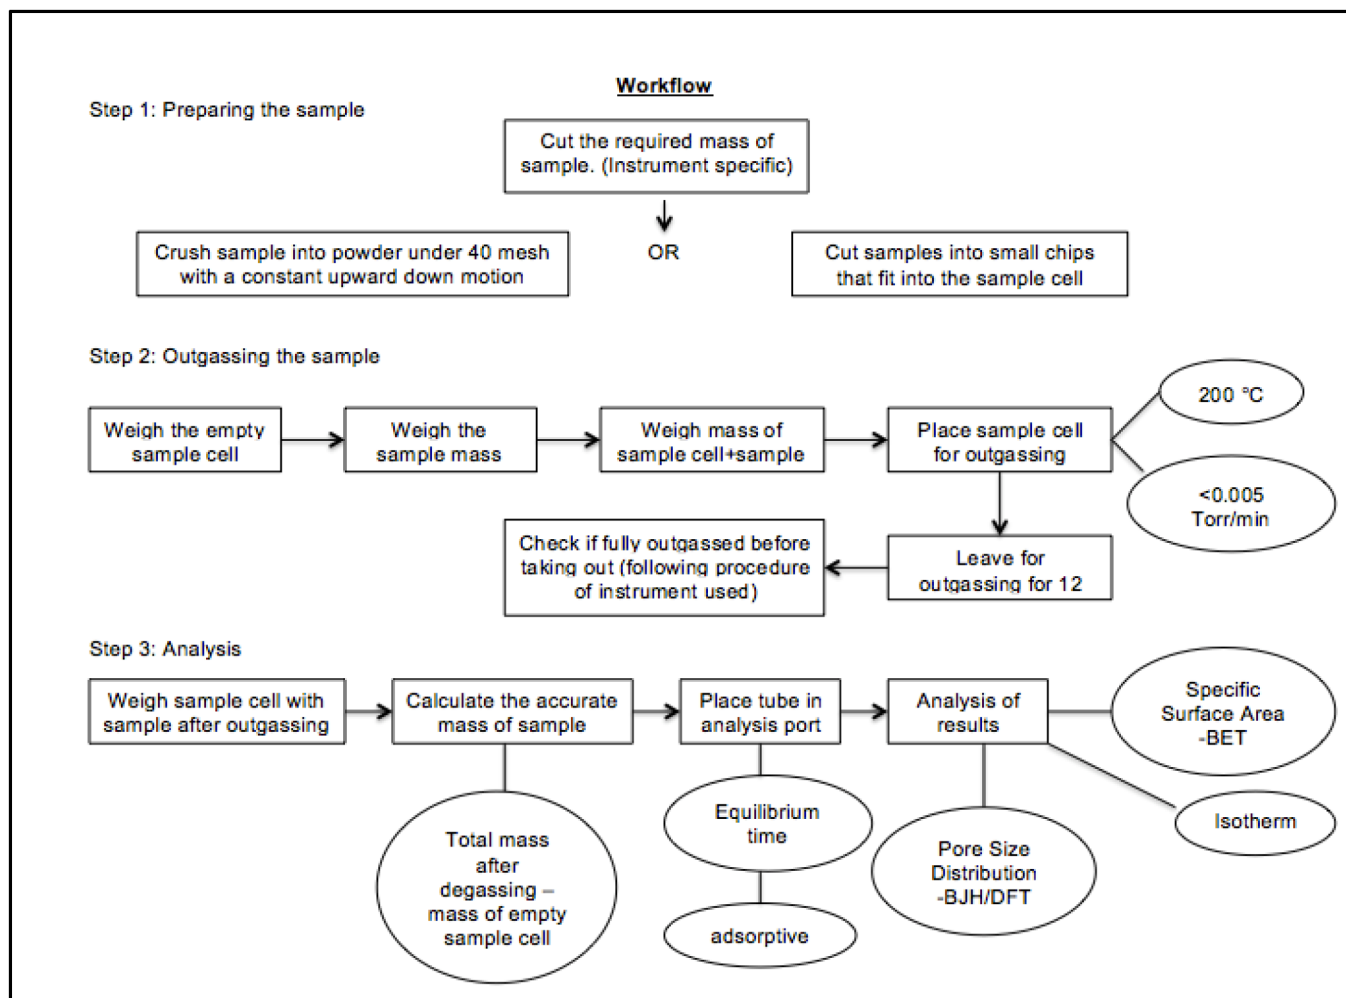 Workflow
Step 1: Preparing the sample
Cut the required mass of
sample. (Instrument specific)
Crush sample into powder under 40 mesh
with a constant upward down motion
OR
Cut samples into small chips
that fit into the sample cell
Step 2: Outgassing the sample
Weigh the empty
sample cell
Weigh the
sample mass
Weigh mass of
sample cell+sample
Place sample cell
for outgassing
200 °C
<0.005
Torr/min
Leave for
outgassing for 12
Check if fully outgassed before
taking out (following procedure
of instrument used)
Step 3: Analysis
Weigh sample cell with
sample after outgassing
Calculate the accurate
mass of sample
Place tube in
analysis port
Analysis of
results
Specific
Surface Area
-BET
Isotherm
Pore Size
Distribution
-BJH/DFT
Equilibrium
time
adsorptive
Total mass
after
degassing –
mass of empty
sample cell